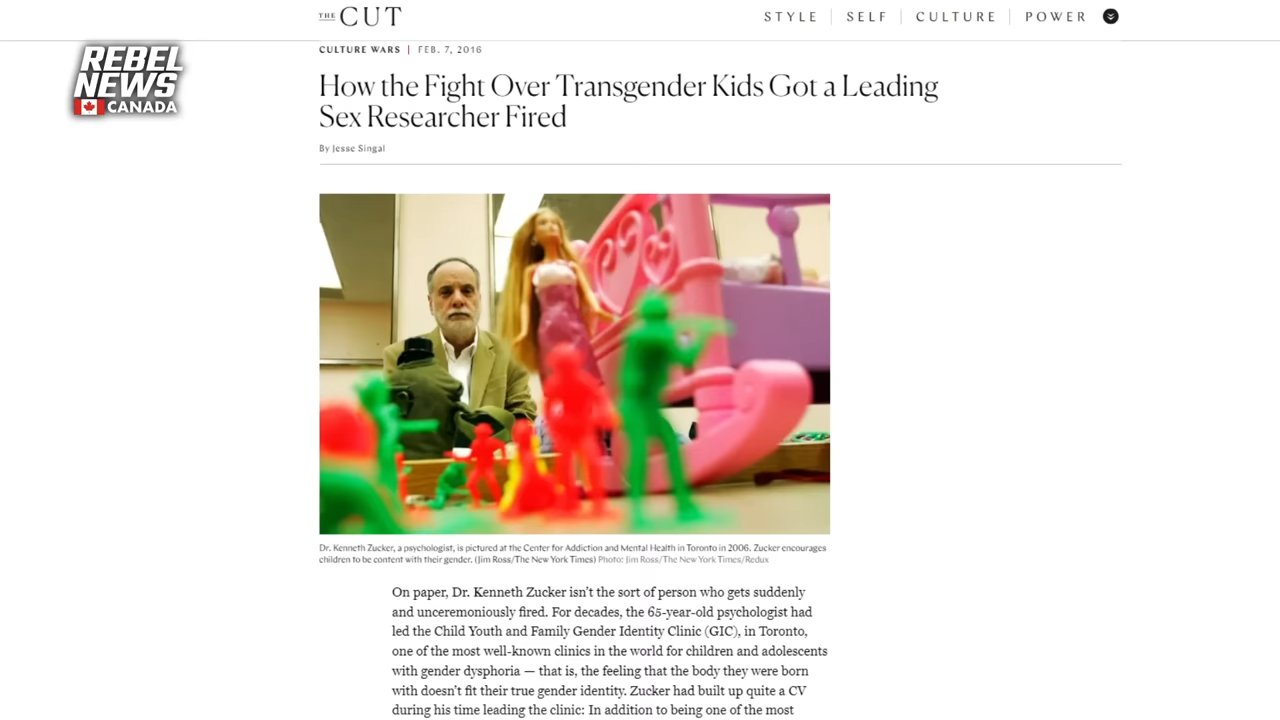 THE CUT
STYLE SELF CULTURE POWER
REBEL
NEWS
CANADA
CULTURE WARS | FEB. 7, 2016
How the Fight Over Transgender Kids Got a Leading
Sex Researcher Fired
By Jesse Singal
Dr. Kenneth Zucker, a psychologist, is pictured at the Center for Addiction and Mental Health in Toronto in 2006. Zucker encourages
children to be content with their gender. (Jim Ross/The New York Times) Photo: Jim Ross/The New York Times/Redux
On paper, Dr. Kenneth Zucker isn’t the sort of person who gets suddenly
and unceremoniously fired. For decades, the 65-year-old psychologist had
led the Child Youth and Family Gender Identity Clinic (GIC), in Toronto,
one of the most well-known clinics in the world for children and adolescents
with gender dysphoria — that is, the feeling that the body they were born
with doesn’t fit their true gender identity. Zucker had built up quite a CV
during his time leading the clinic: In addition to being one of the most